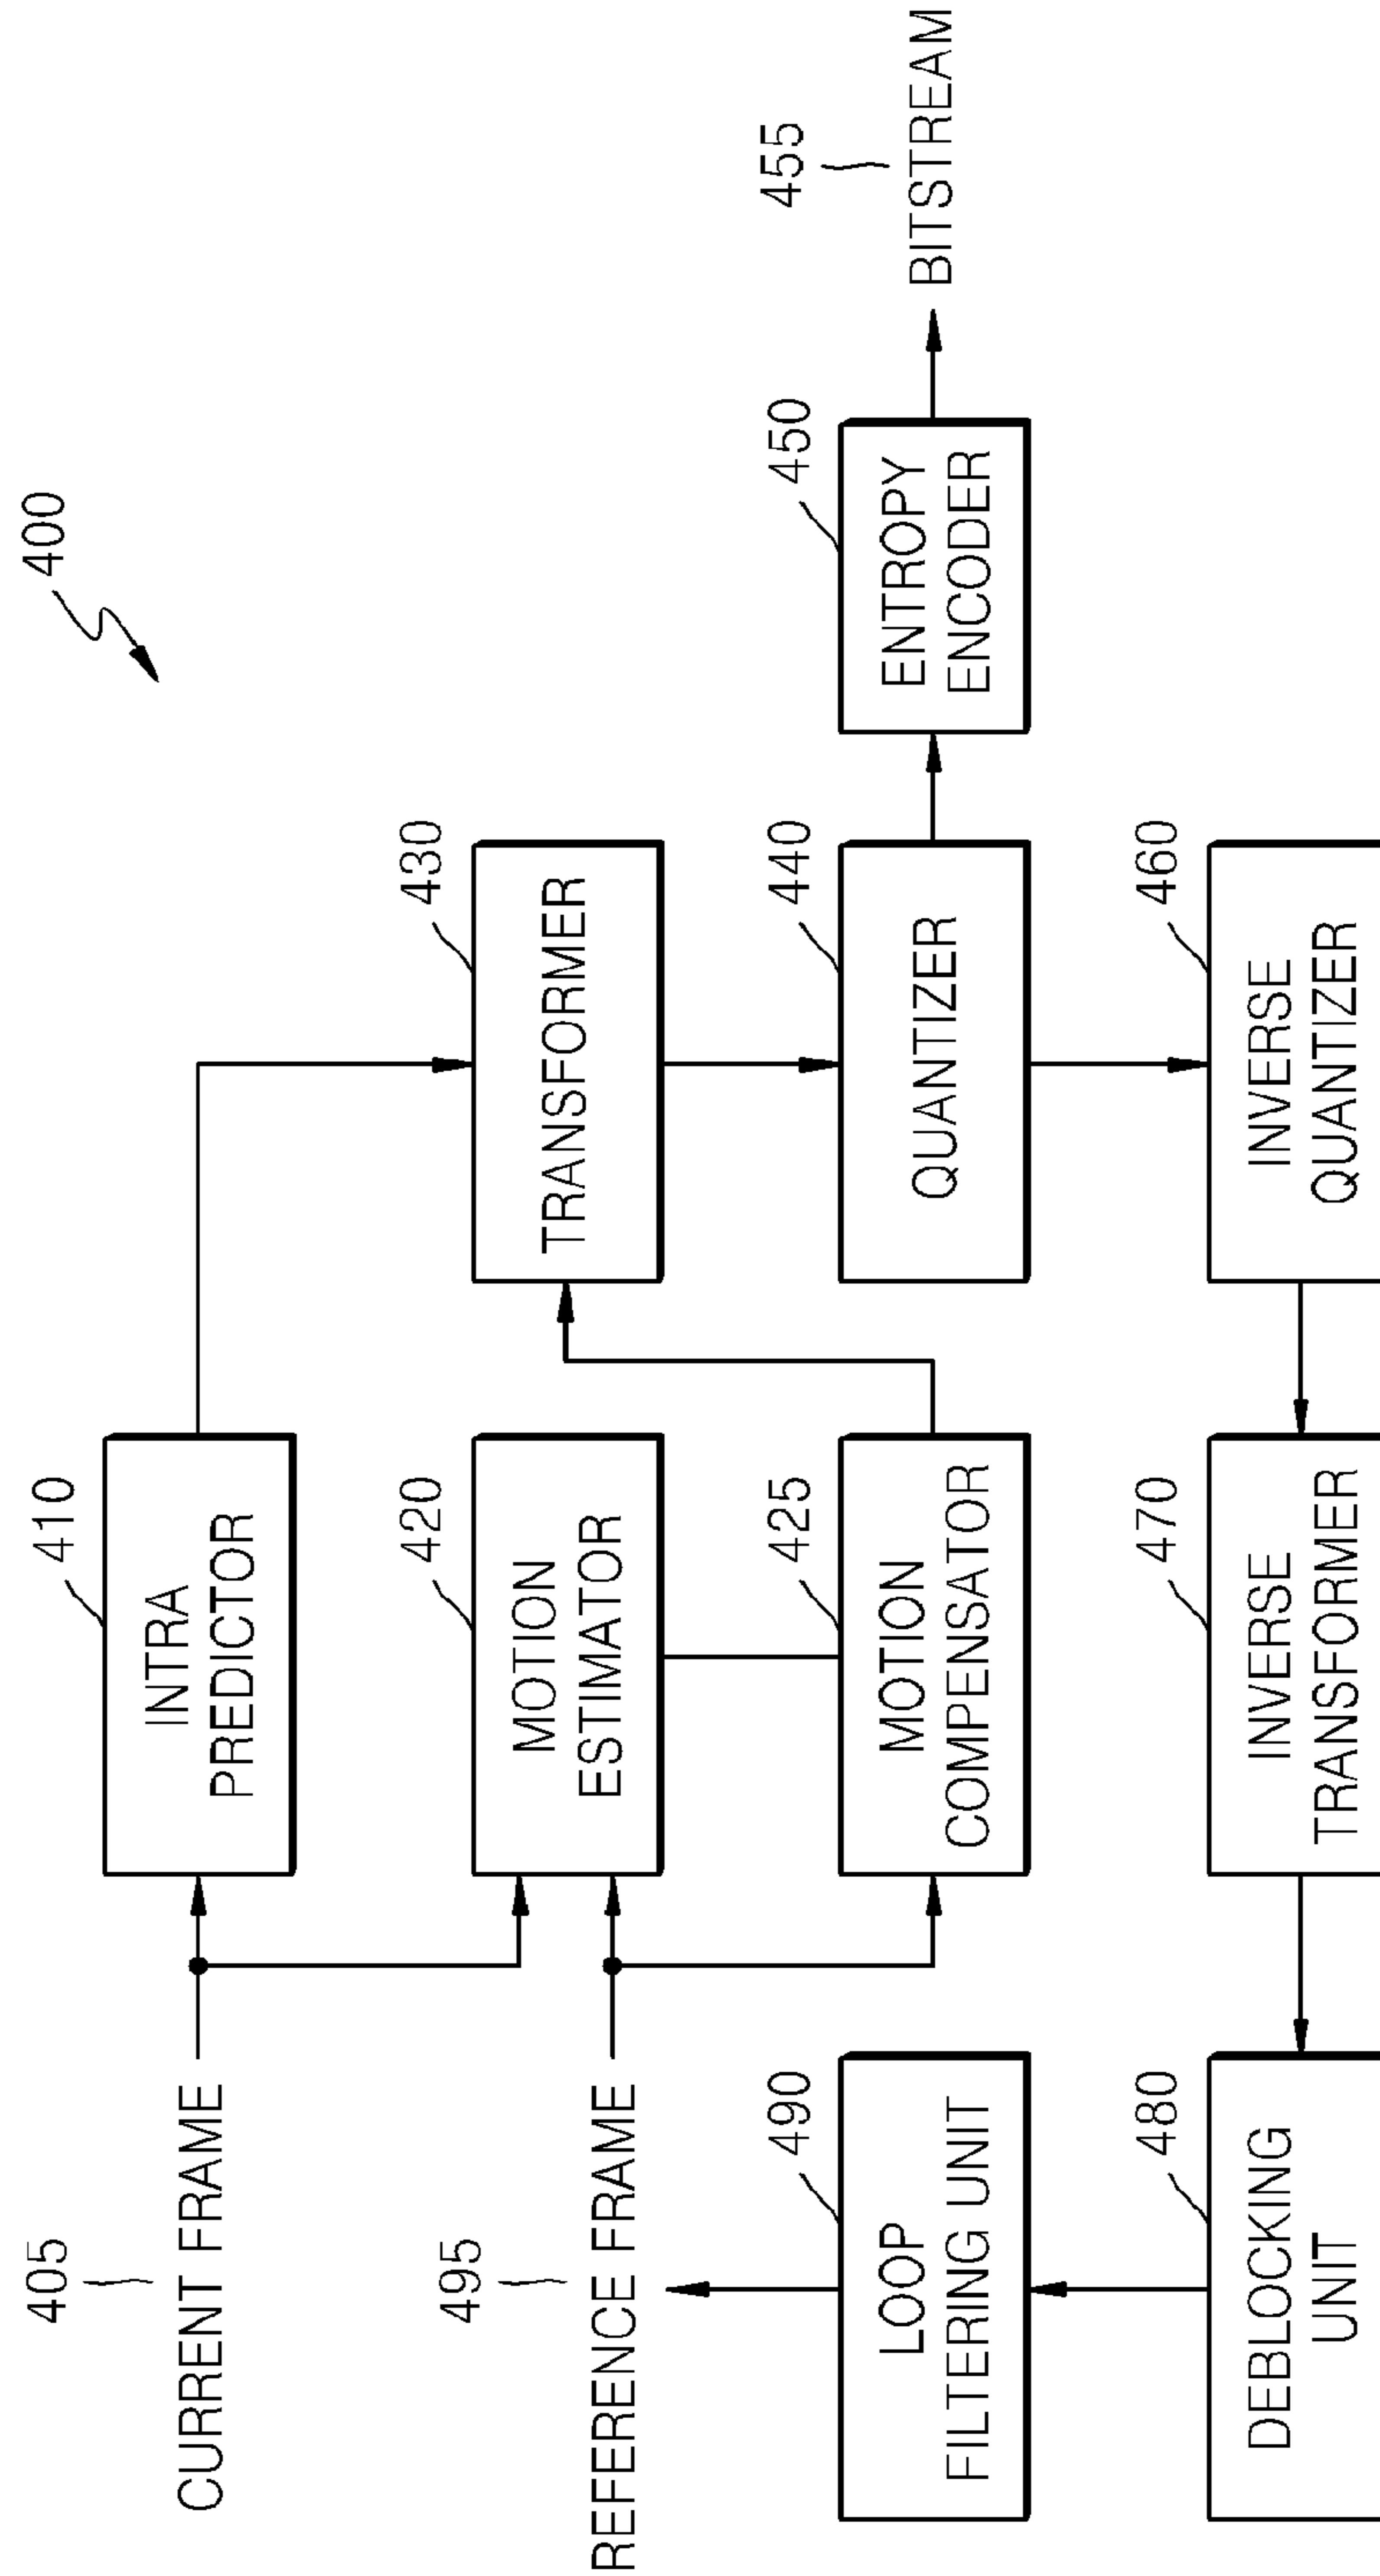 400
405
CURRENT FRAME
410
INTRA
PREDICTOR
495
REFERENCE FRAME
420
MOTION
ESTIMATOR
430
TRANSFORMER
490
LOOP
FILTERING UNIT
425
MOTION
COMPENSATOR
440
QUANTIZER
450
ENTROPY
ENCODER
455
BITSTREAM
480
DEBLOCKING
UNIT
470
INVERSE
TRANSFORMER
460
INVERSE
QUANTIZER